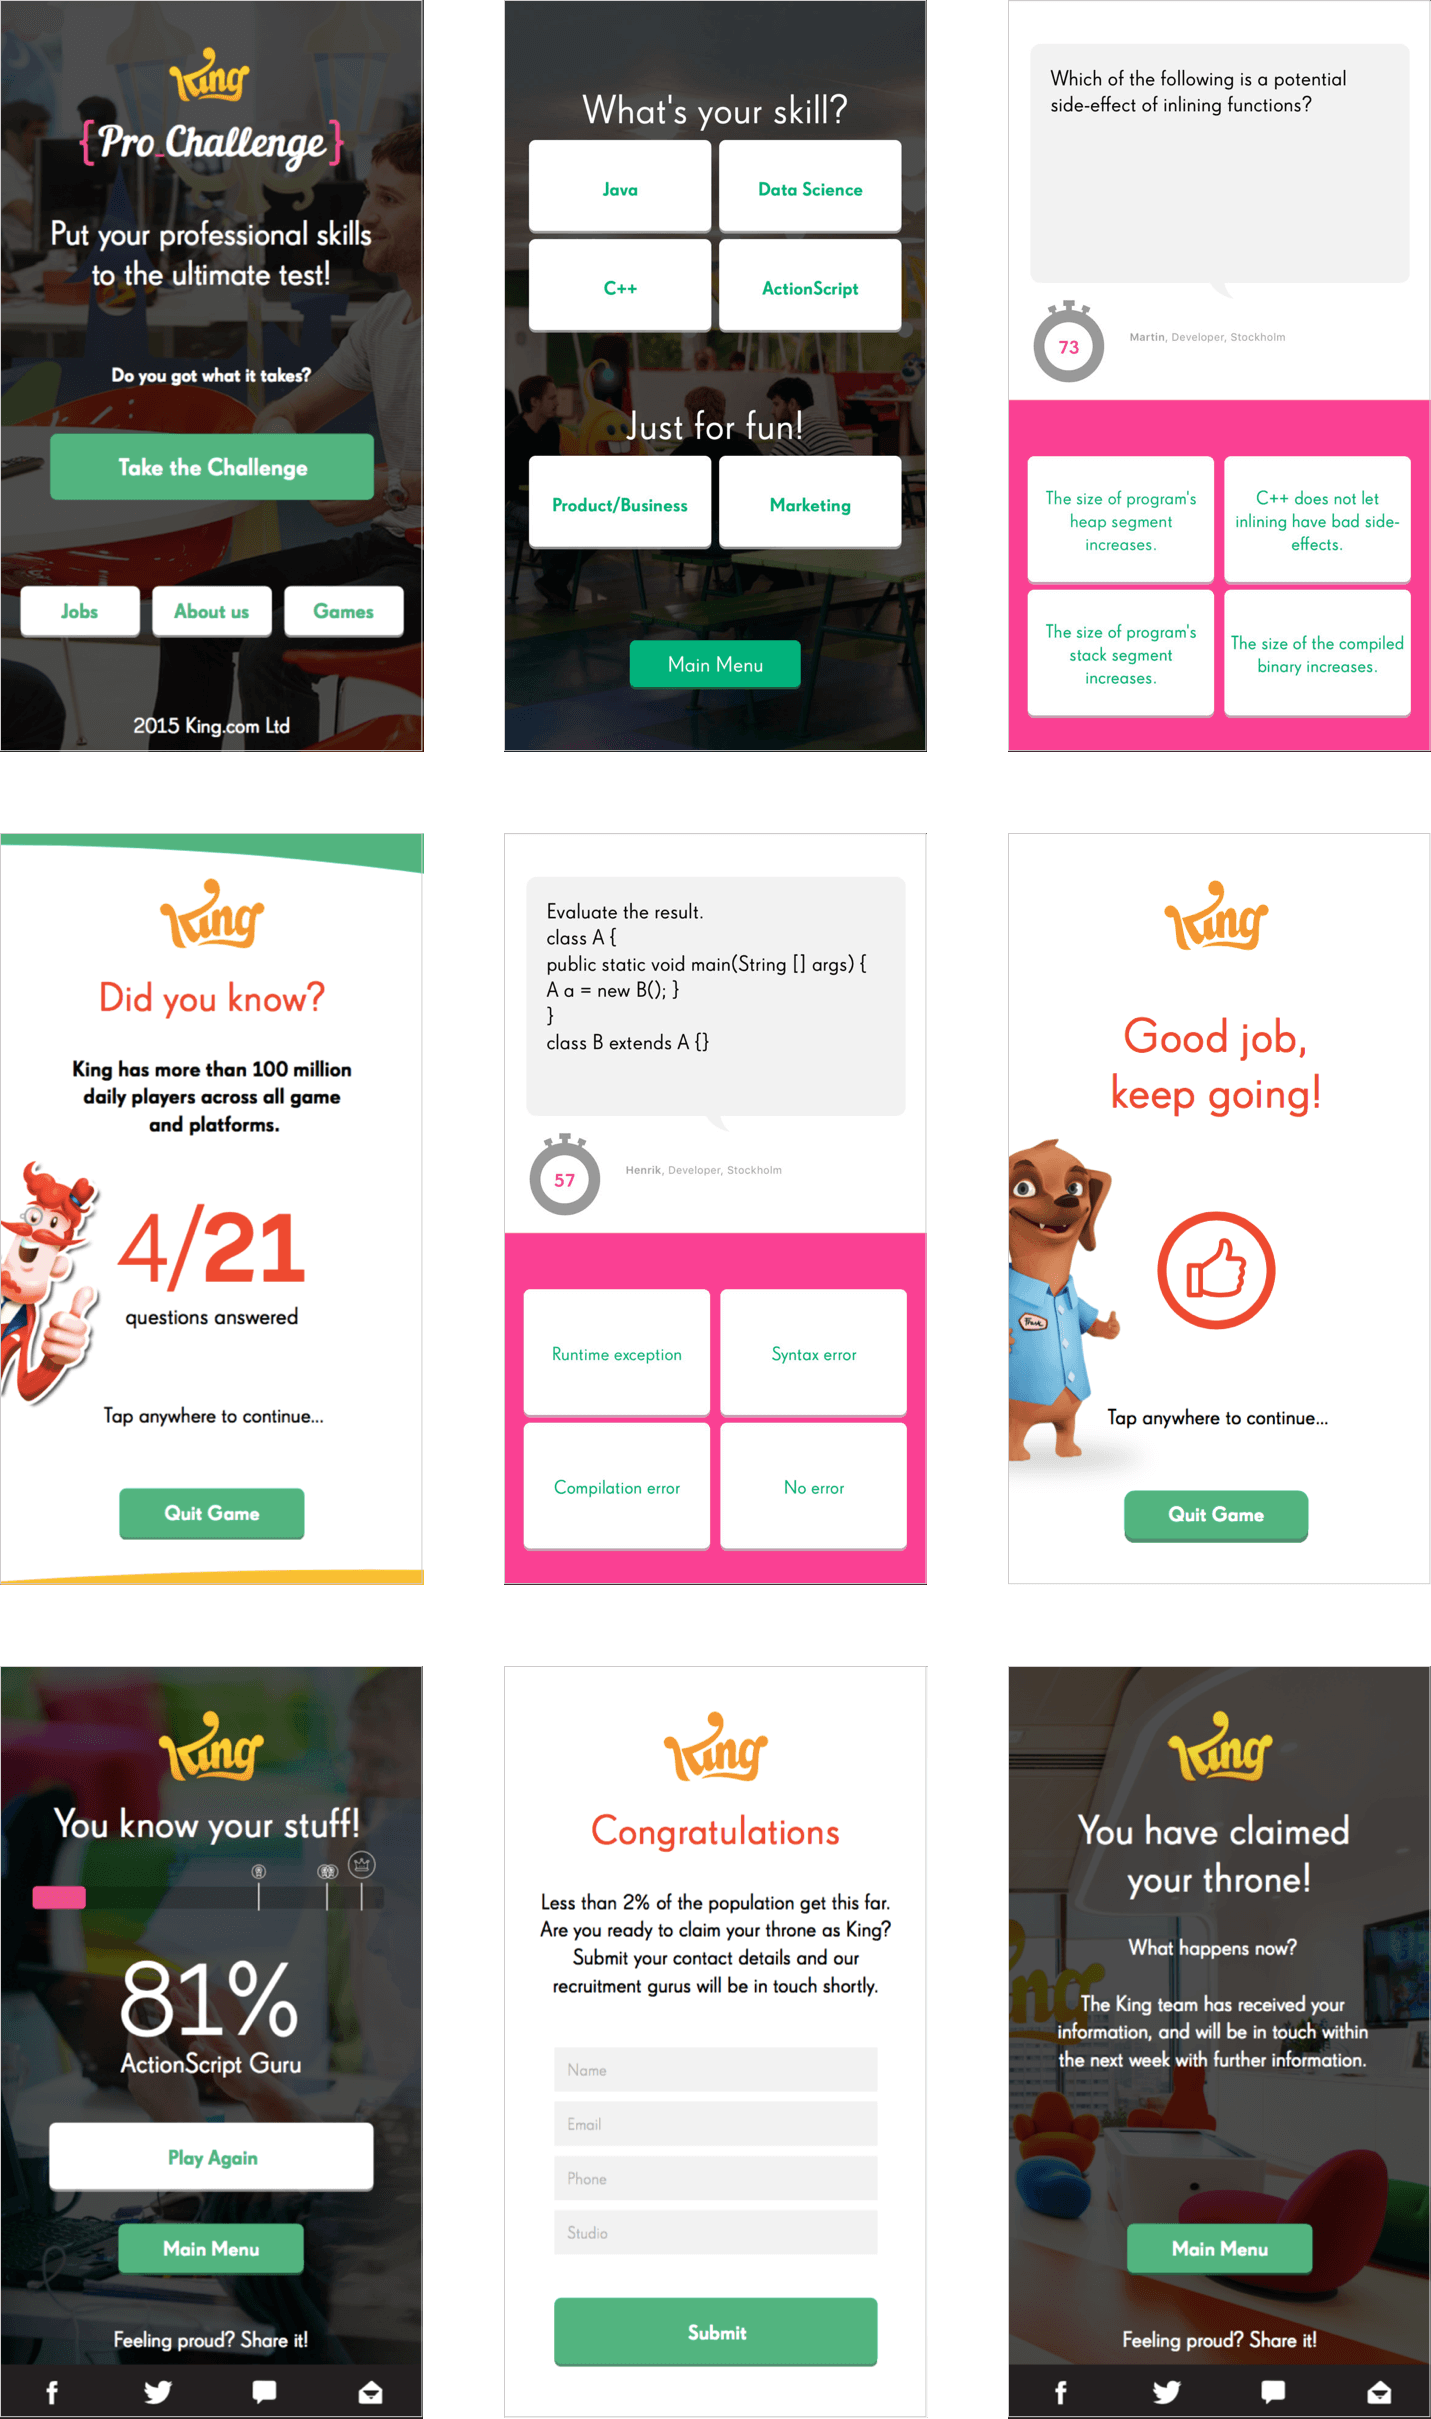 King
{Pro_Challenge}
Put your professional skills
to the ultimate test!
Do you got what it takes?
Take the Challenge
Jobs
About us
Games
2015 King.com Ltd
What's your skill?
Java
Data Science
C++
ActionScript
Just for fun!
Product/Business
Marketing
Main Menu
Which of the following is a potential
side-effect of inlining functions?
73
Martin, Developer, Stockholm
The size of program's
heap segment
increases.
C++ does not let
inlining have bad side-
effects.
The size of program's
stack segment
increases.
The size of the compiled
binary increases.
King
Did you know?
King has more than 100 million
daily players across all game
and platforms.
4/21
questions answered
Tap anywhere to continue...
Quit Game
Evaluate the result.
class A {
public static void main(String [] args) {
A a = new B(); }
}
class B extends A {}
57
Henrik, Developer, Stockholm
Runtime exception
Syntax error
Compilation error
No error
King
Good job,
keep going!
Frank
Tap anywhere to continue...
Quit Game
King
You know your stuff!
81%
ActionScript Guru
Play Again
Main Menu
Feeling proud? Share it!
King
Congratulations
Less than 2% of the population get this far.
Are you ready to claim your throne as King?
Submit your contact details and our
recruitment gurus will be in touch shortly.
Name
Email
Phone
Studio
Submit
King
You have claimed
your throne!
What happens now?
The King team has received your
information, and will be in touch within
the next week with further information.
Main Menu
Feeling proud? Share it!